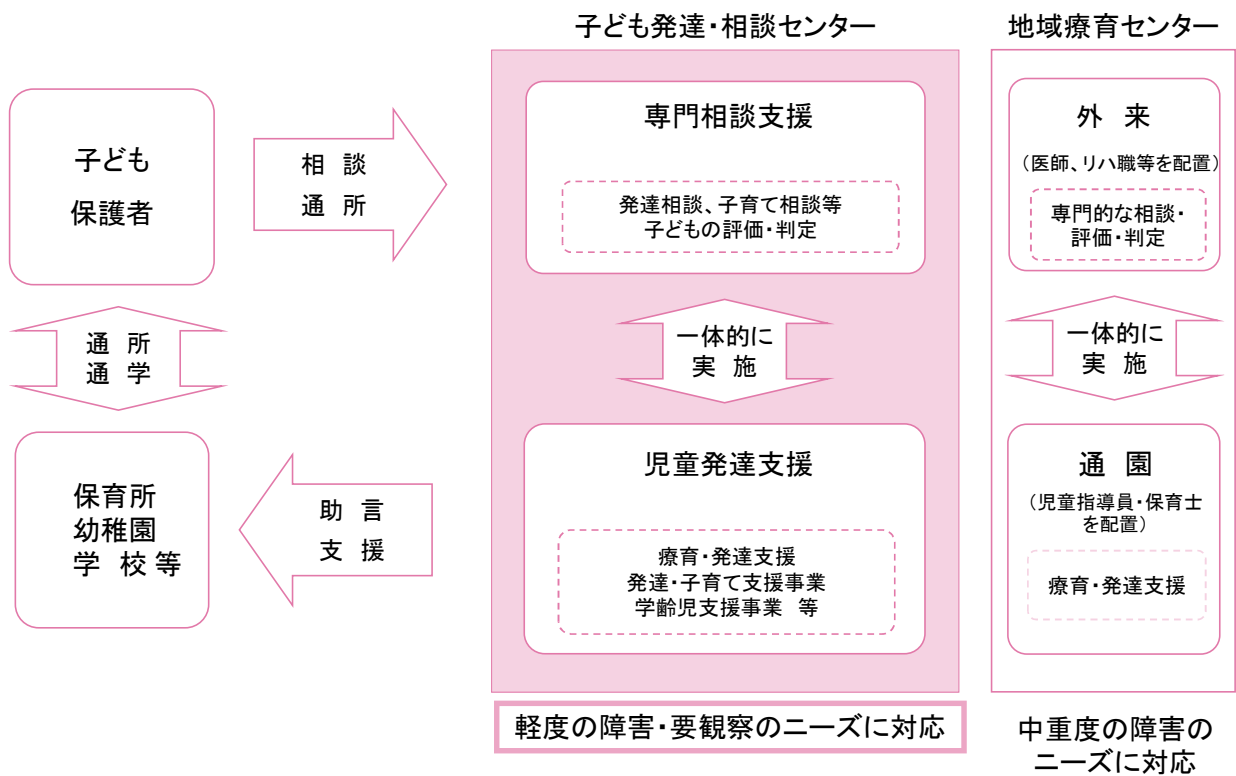 子ども発達・相談センター
地域療育センター
子ども
保護者
相 談
通 所
専門相談支援
発達相談、子育て相談等
子どもの評価・判定
外 来
（医師、リハ職等を配置）
専門的な相談・
評価・判定
通 所
通 学
一体的に
実 施
一体的に
実 施
保育所
幼稚園
学 校 等
助 言
支 援
児童発達支援
療育・発達支援
発達・子育て支援事業
学齢児支援事業 等
通 園
（児童指導員・保育士
を配置）
療育・発達支援
軽度の障害・要観察のニーズに対応
中重度の障害の
ニーズに対応